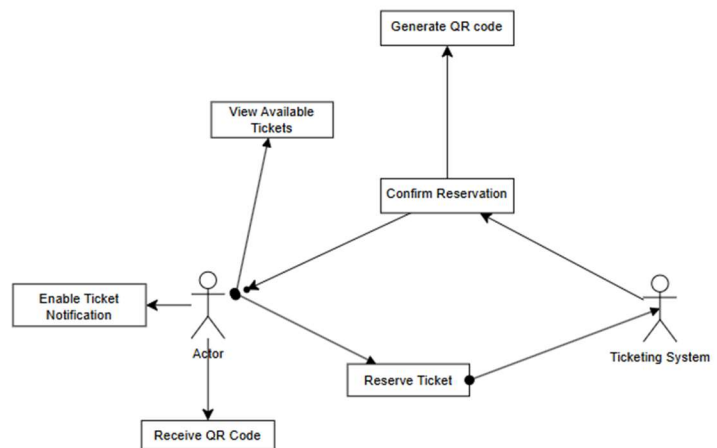 Generate QR code
View Available
Tickets
Confirm Reservation
Enable Ticket
Notification
Actor
Ticketing System
Reserve Ticket
Receive QR Code